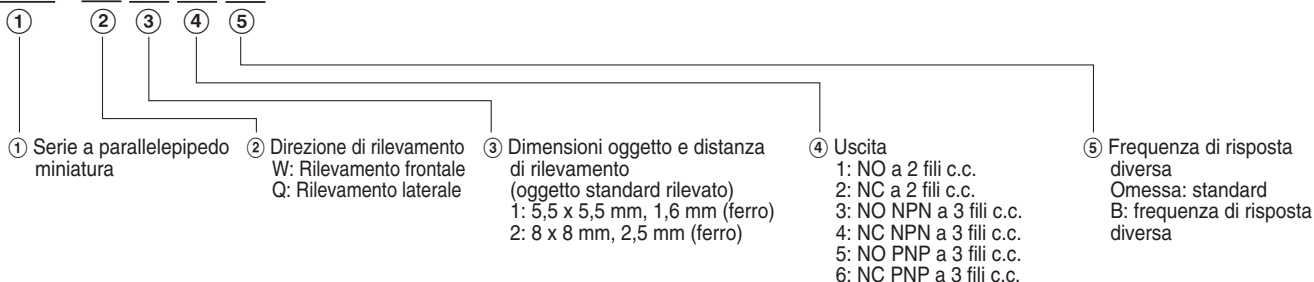 ① ② ③ ④ ⑤
① Serie a parallelepipedo
miniatura
② Direzione di rilevamento
W: Rilevamento frontale
Q: Rilevamento laterale
③ Dimensioni oggetto e distanza
di rilevamento
(oggetto standard rilevato)
1: 5,5 x 5,5 mm, 1,6 mm (ferro)
2: 8 x 8 mm, 2,5 mm (ferro)
④ Uscita
1: NO a 2 fili c.c.
2: NC a 2 fili c.c.
3: NO NPN a 3 fili c.c.
4: NC NPN a 3 fili c.c.
5: NO PNP a 3 fili c.c.
6: NC PNP a 3 fili c.c.
⑤ Frequenza di risposta
diversa
Omessa: standard
B: frequenza di risposta
diversa